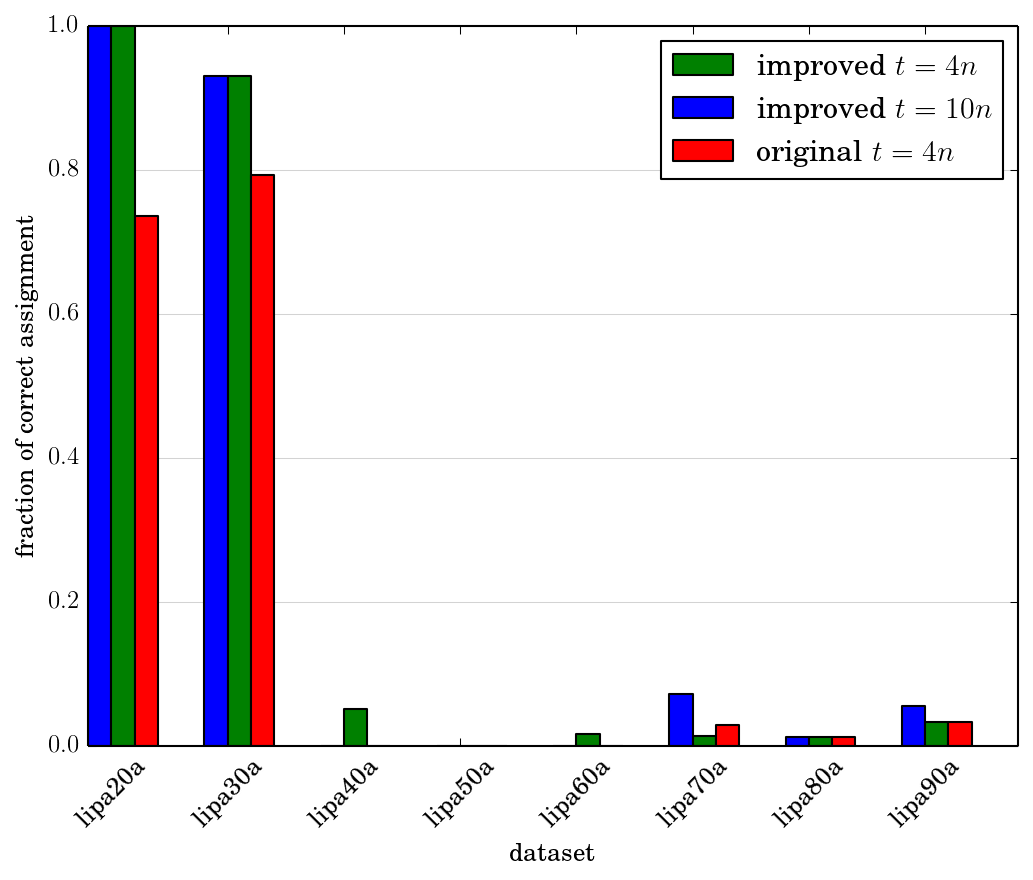 1.0
0.8
0.6
0.4
0.2
0.0
fraction of correct assignment
improved t = 4n
improved t = 10n
original t = 4n
lipa20a
lipa30a
lipa40a
lipa50a
lipa60a
lipa70a
lipa80a
lipa90a
dataset